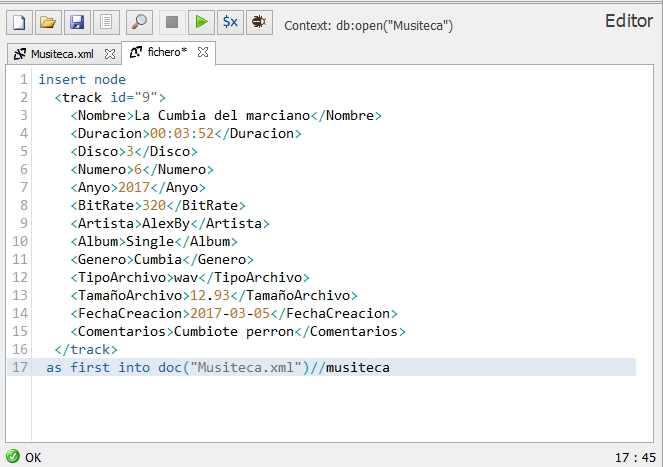 Context: db:open("Musiteca")
Editor
Musiteca.xml
fichero*
1 insert node
2 <track id="9">
3 <Nombre>La Cumbia del marciano</Nombre>
4 <Duracion>00:03:52</Duracion>
5 <Disco>3</Disco>
6 <Numero>6</Numero>
7 <Anyo>2017</Anyo>
8 <BitRate>320</BitRate>
9 <Artista>AlexBy</Artista>
10 <Album>Single</Album>
11 <Genero>Cumbia</Genero>
12 <TipoArchivo>wav</TipoArchivo>
13 <TamañoArchivo>12.93</TamañoArchivo>
14 <FechaCreacion>2017-03-05</FechaCreacion>
15 <Comentarios>Cumbiote perron</Comentarios>
16 </track>
17 as first into doc("Musiteca.xml")//musiteca
OK
17 : 45